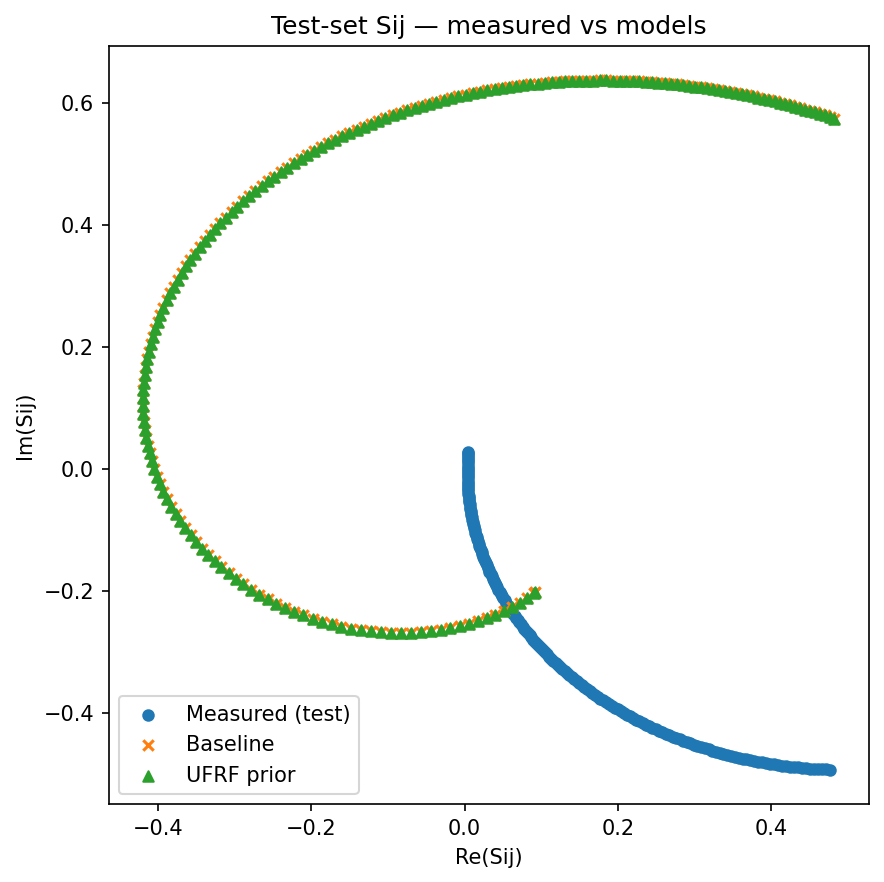 Test-set Sij — measured vs models
0.6
0.4
0.2
0.0
−0.2
−0.4
Im(Sij)
Measured (test)
Baseline
UFRF prior
−0.4 −0.2 0.0 0.2 0.4
Re(Sij)